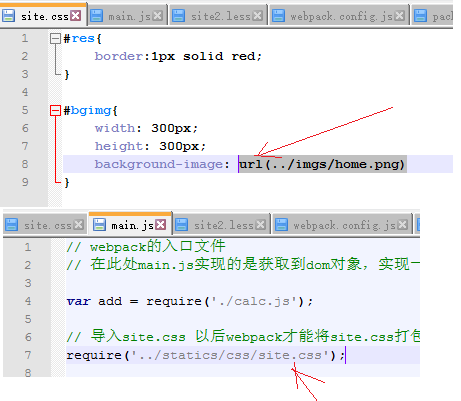 site.css main.js site2.less webpack.config.js
1 #res{
2 border:1px solid red;
3 }
4
5 #bgimg{
6 width: 300px;
7 height: 300px;
8 background-image: url(../imgs/home.png)
9 }
site.css main.js site2.less webpack.config.js
1 // webpack的入口文件
2 // 在此处main.js实现的是获取到dom对象，实现一
3
4 var add = require('./calc.js');
5
6 // 导入site.css 以后webpack才能将site.css打包
7 require('../statics/css/site.css');
8